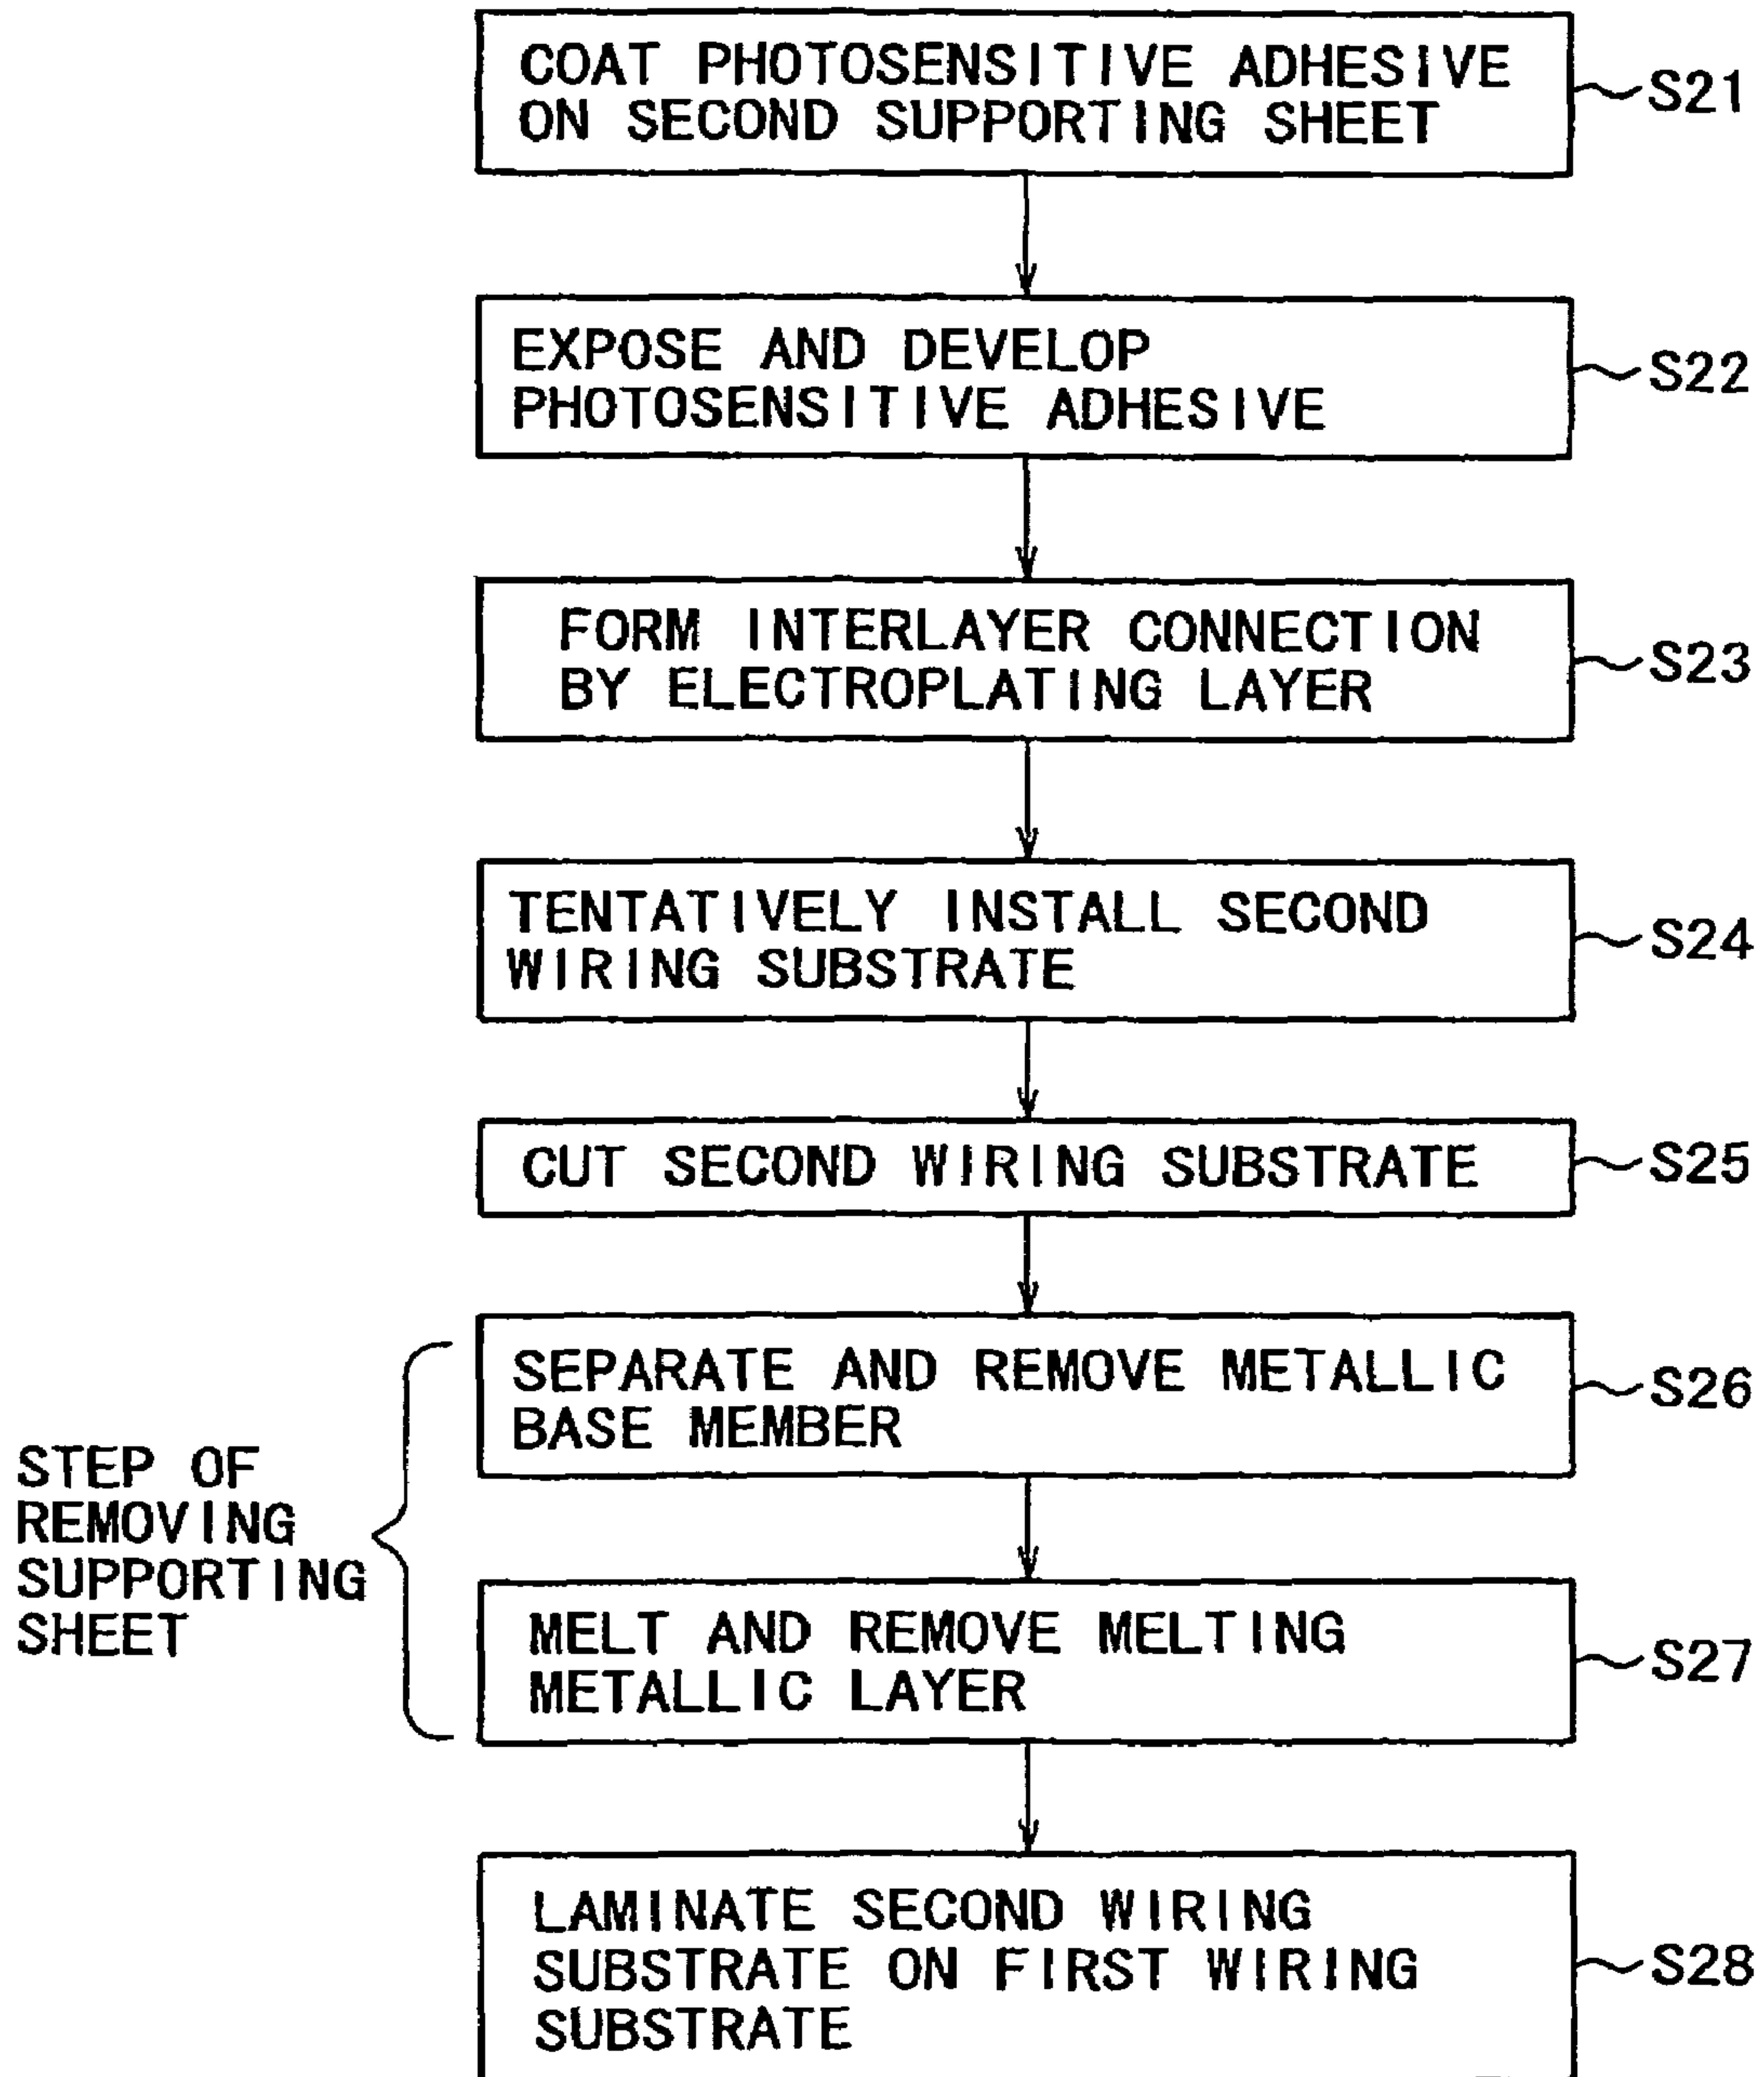 COAT PHOTOSENSITIVE ADHESIVE
ON SECOND SUPPORTING SHEET
S21
EXPOSE AND DEVELOP
PHOTOSENSITIVE ADHESIVE
S22
FORM INTERLAYER CONNECTION
BY ELECTROPLATING LAYER
S23
TENTATIVELY INSTALL SECOND
WIRING SUBSTRATE
S24
CUT SECOND WIRING SUBSTRATE
S25
STEP OF
REMOVING
SUPPORTING
SHEET
SEPARATE AND REMOVE METALLIC
BASE MEMBER
S26
MELT AND REMOVE MELTING
METALLIC LAYER
S27
LAMINATE SECOND WIRING
SUBSTRATE ON FIRST WIRING
SUBSTRATE
S28